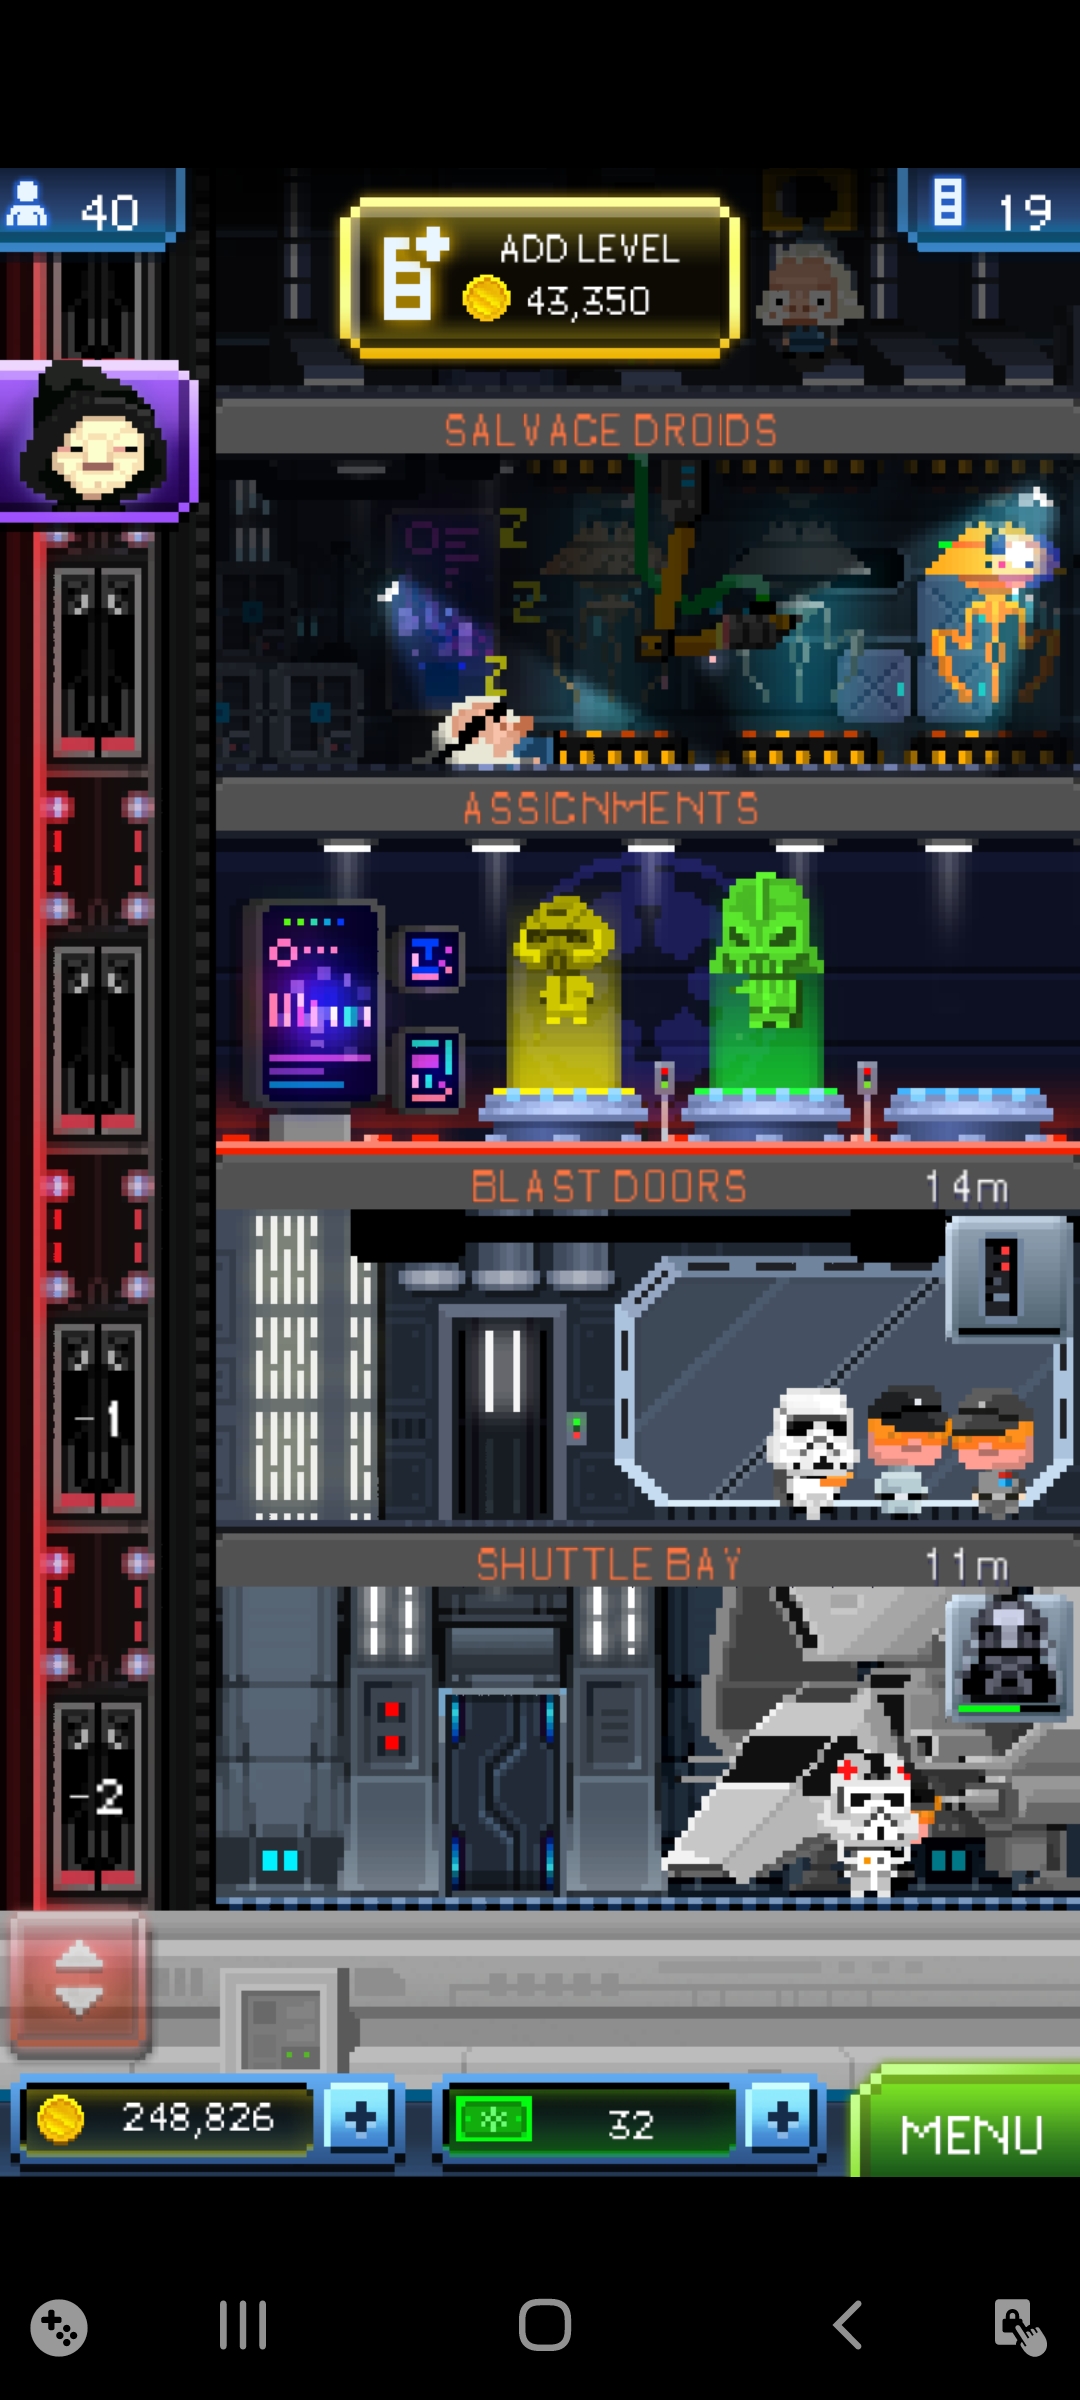 40
ADD LEVEL
43,350
19
SALVAGE DROIDS
Z
Z
Z
ASSIGNMENTS
BLAST DOORS 14m
-1
SHUTTLE BAY 11m
-2
248,826
32
MENU